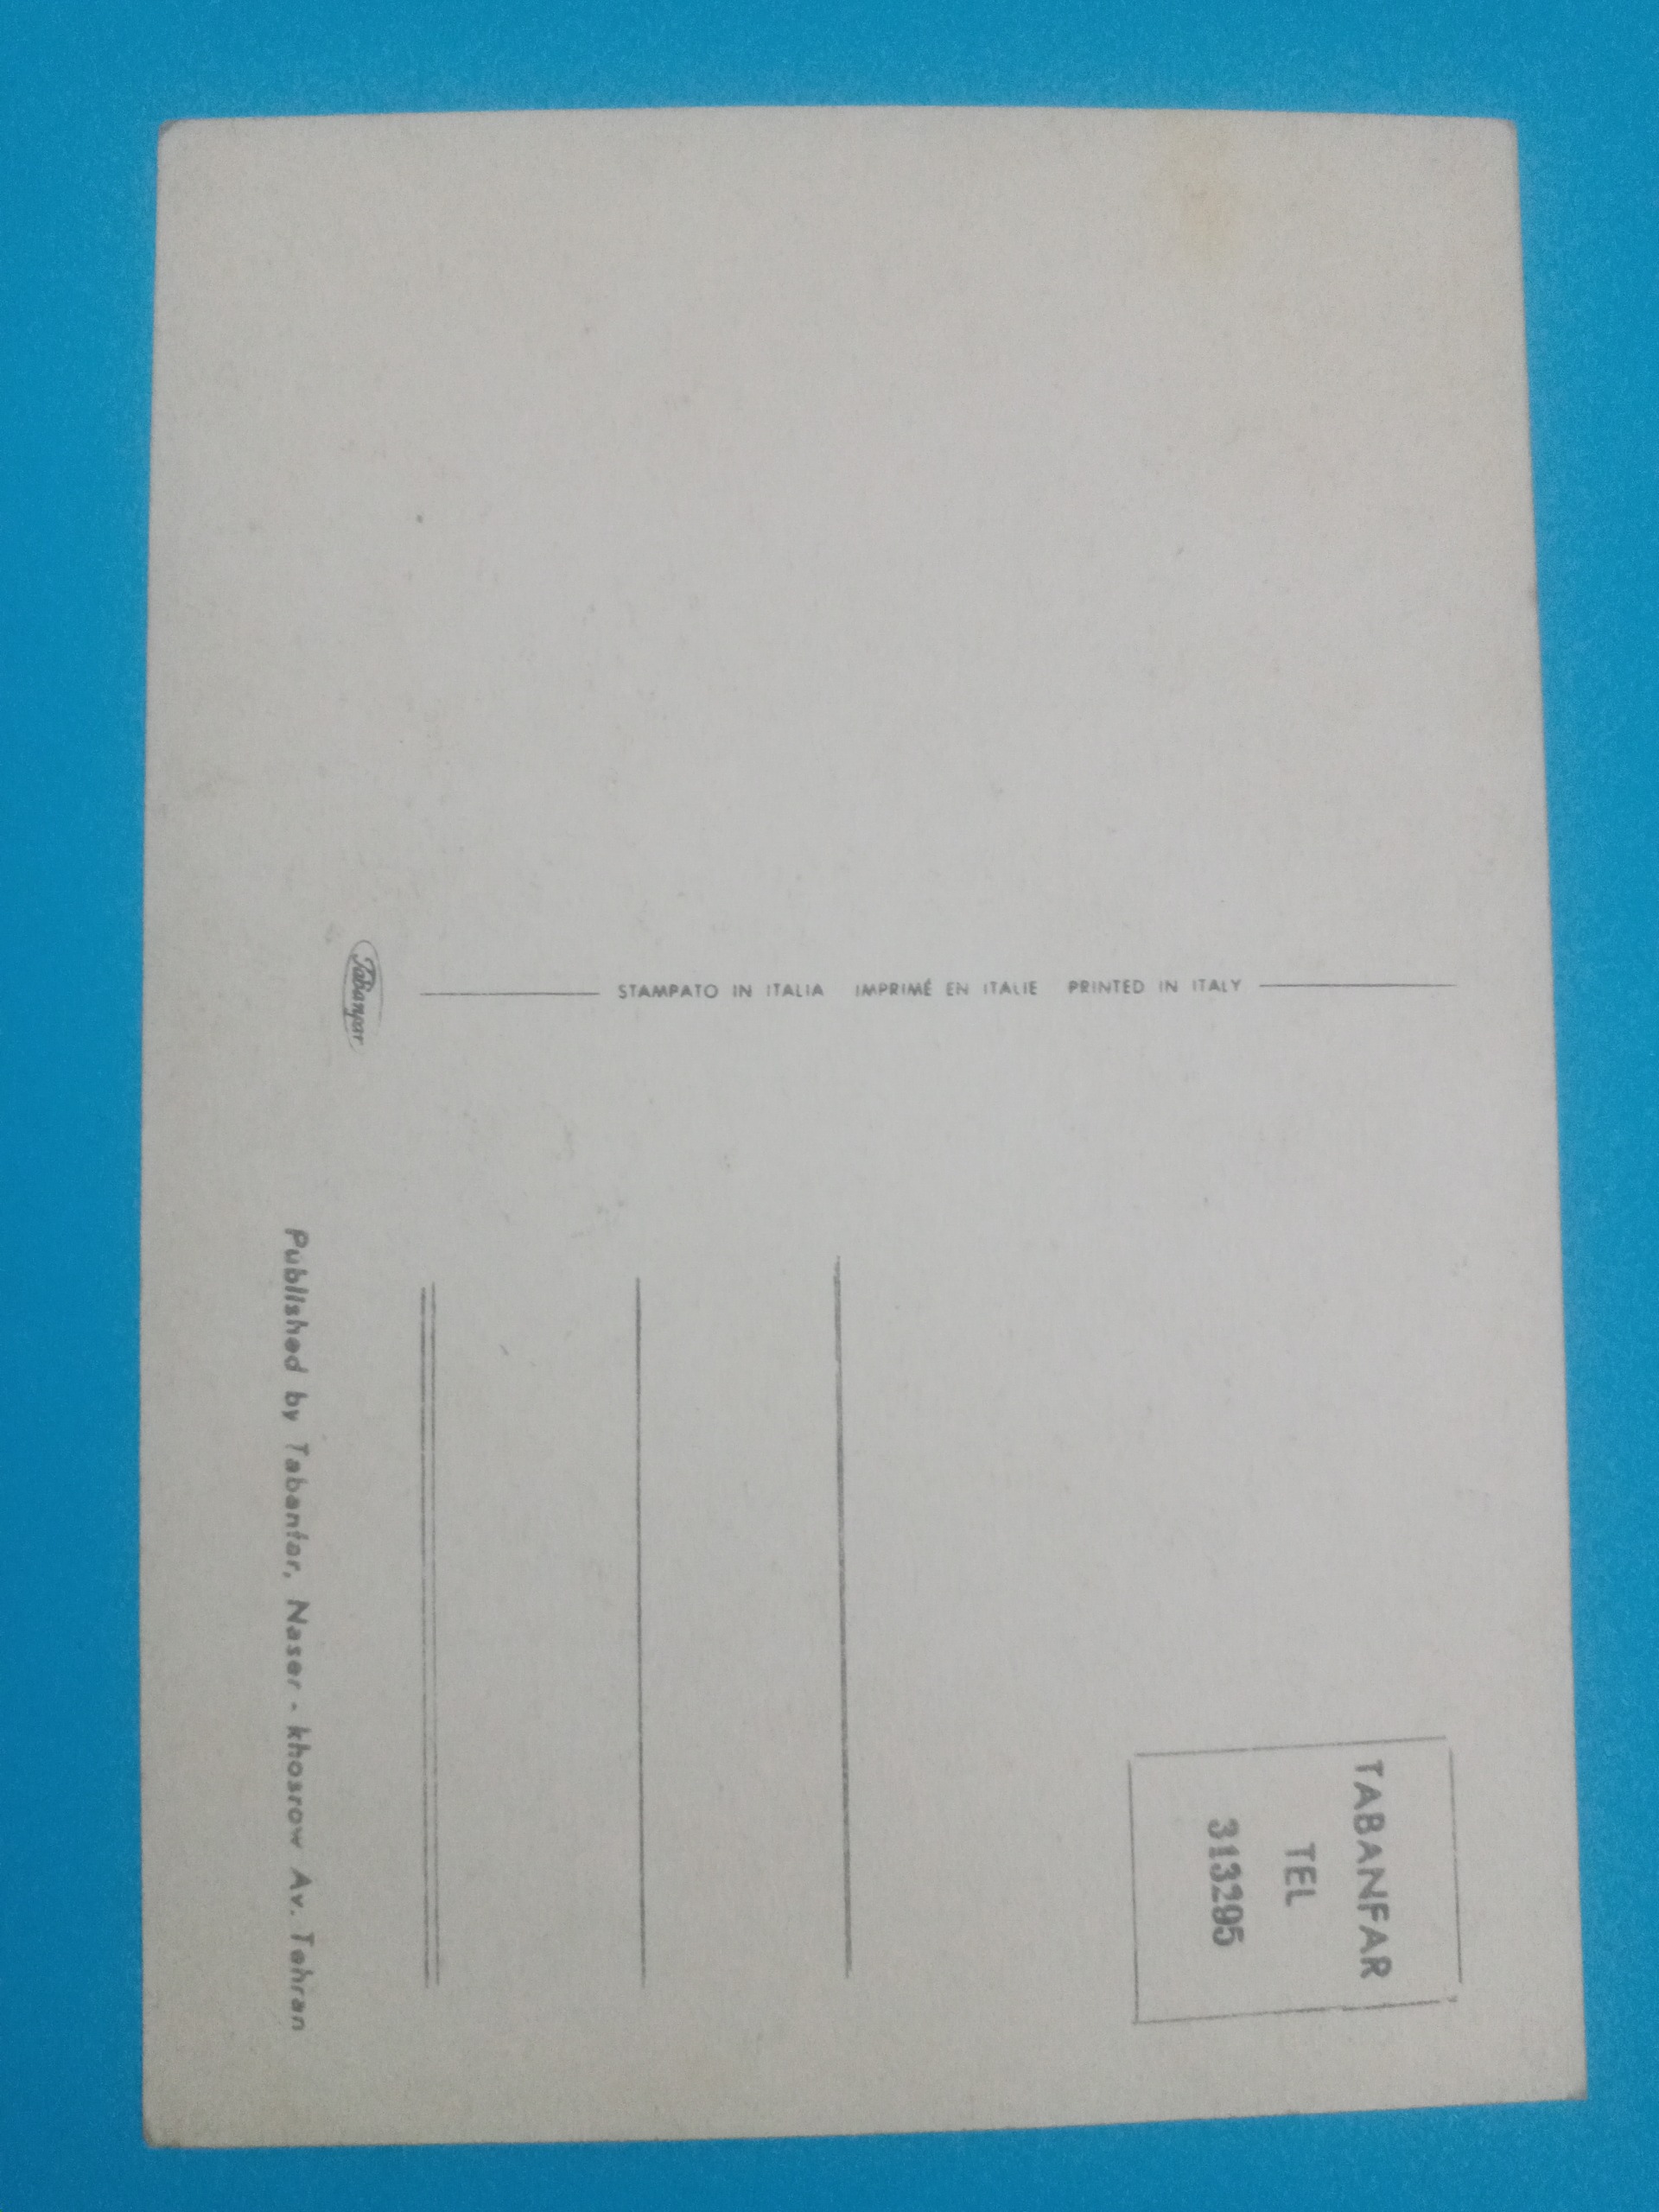 TABANFAR
TEL
313295
STAMPATO IN ITALIA IMPRIMÉ EN ITALIE PRINTED IN ITALY
Tabanfar
Published by Tabanfar, Naser - khosrow Av. Tehran